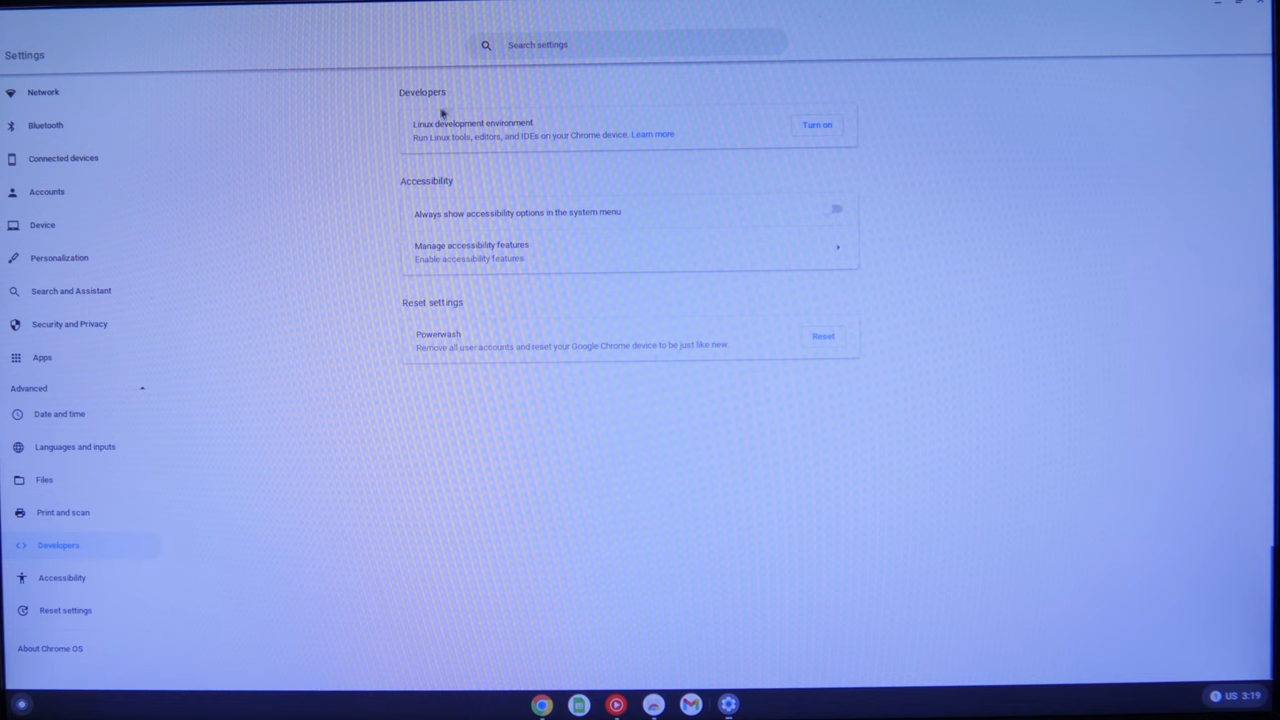 Settings
Search settings
Network
Bluetooth
Connected devices
Accounts
Device
Personalization
Search and Assistant
Security and Privacy
Apps
Advanced
Date and time
Languages and inputs
Files
Print and scan
Developers
Accessibility
Reset settings
About Chrome OS
Developers
Linux development environment
Run Linux tools, editors, and IDEs on your Chrome device. Learn more
Turn on
Accessibility
Always show accessibility options in the system menu
Manage accessibility features
Enable accessibility features
Reset settings
Powerwash
Remove all user accounts and reset your Google Chrome device to be just like new
Reset
US 3:19